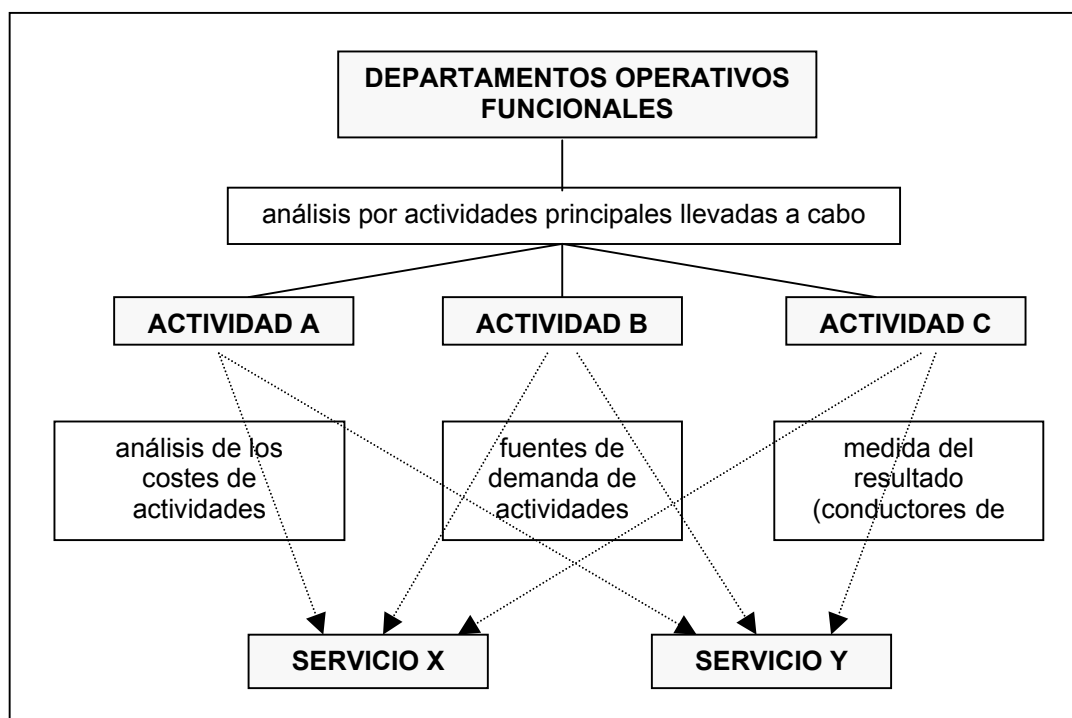 DEPARTAMENTOS OPERATIVOS
FUNCIONALES
análisis por actividades principales llevadas a cabo
ACTIVIDAD A
ACTIVIDAD B
ACTIVIDAD C
análisis de los
costes de
actividades
fuentes de
demanda de
actividades
medida del
resultado
(conductores de
SERVICIO X
SERVICIO Y